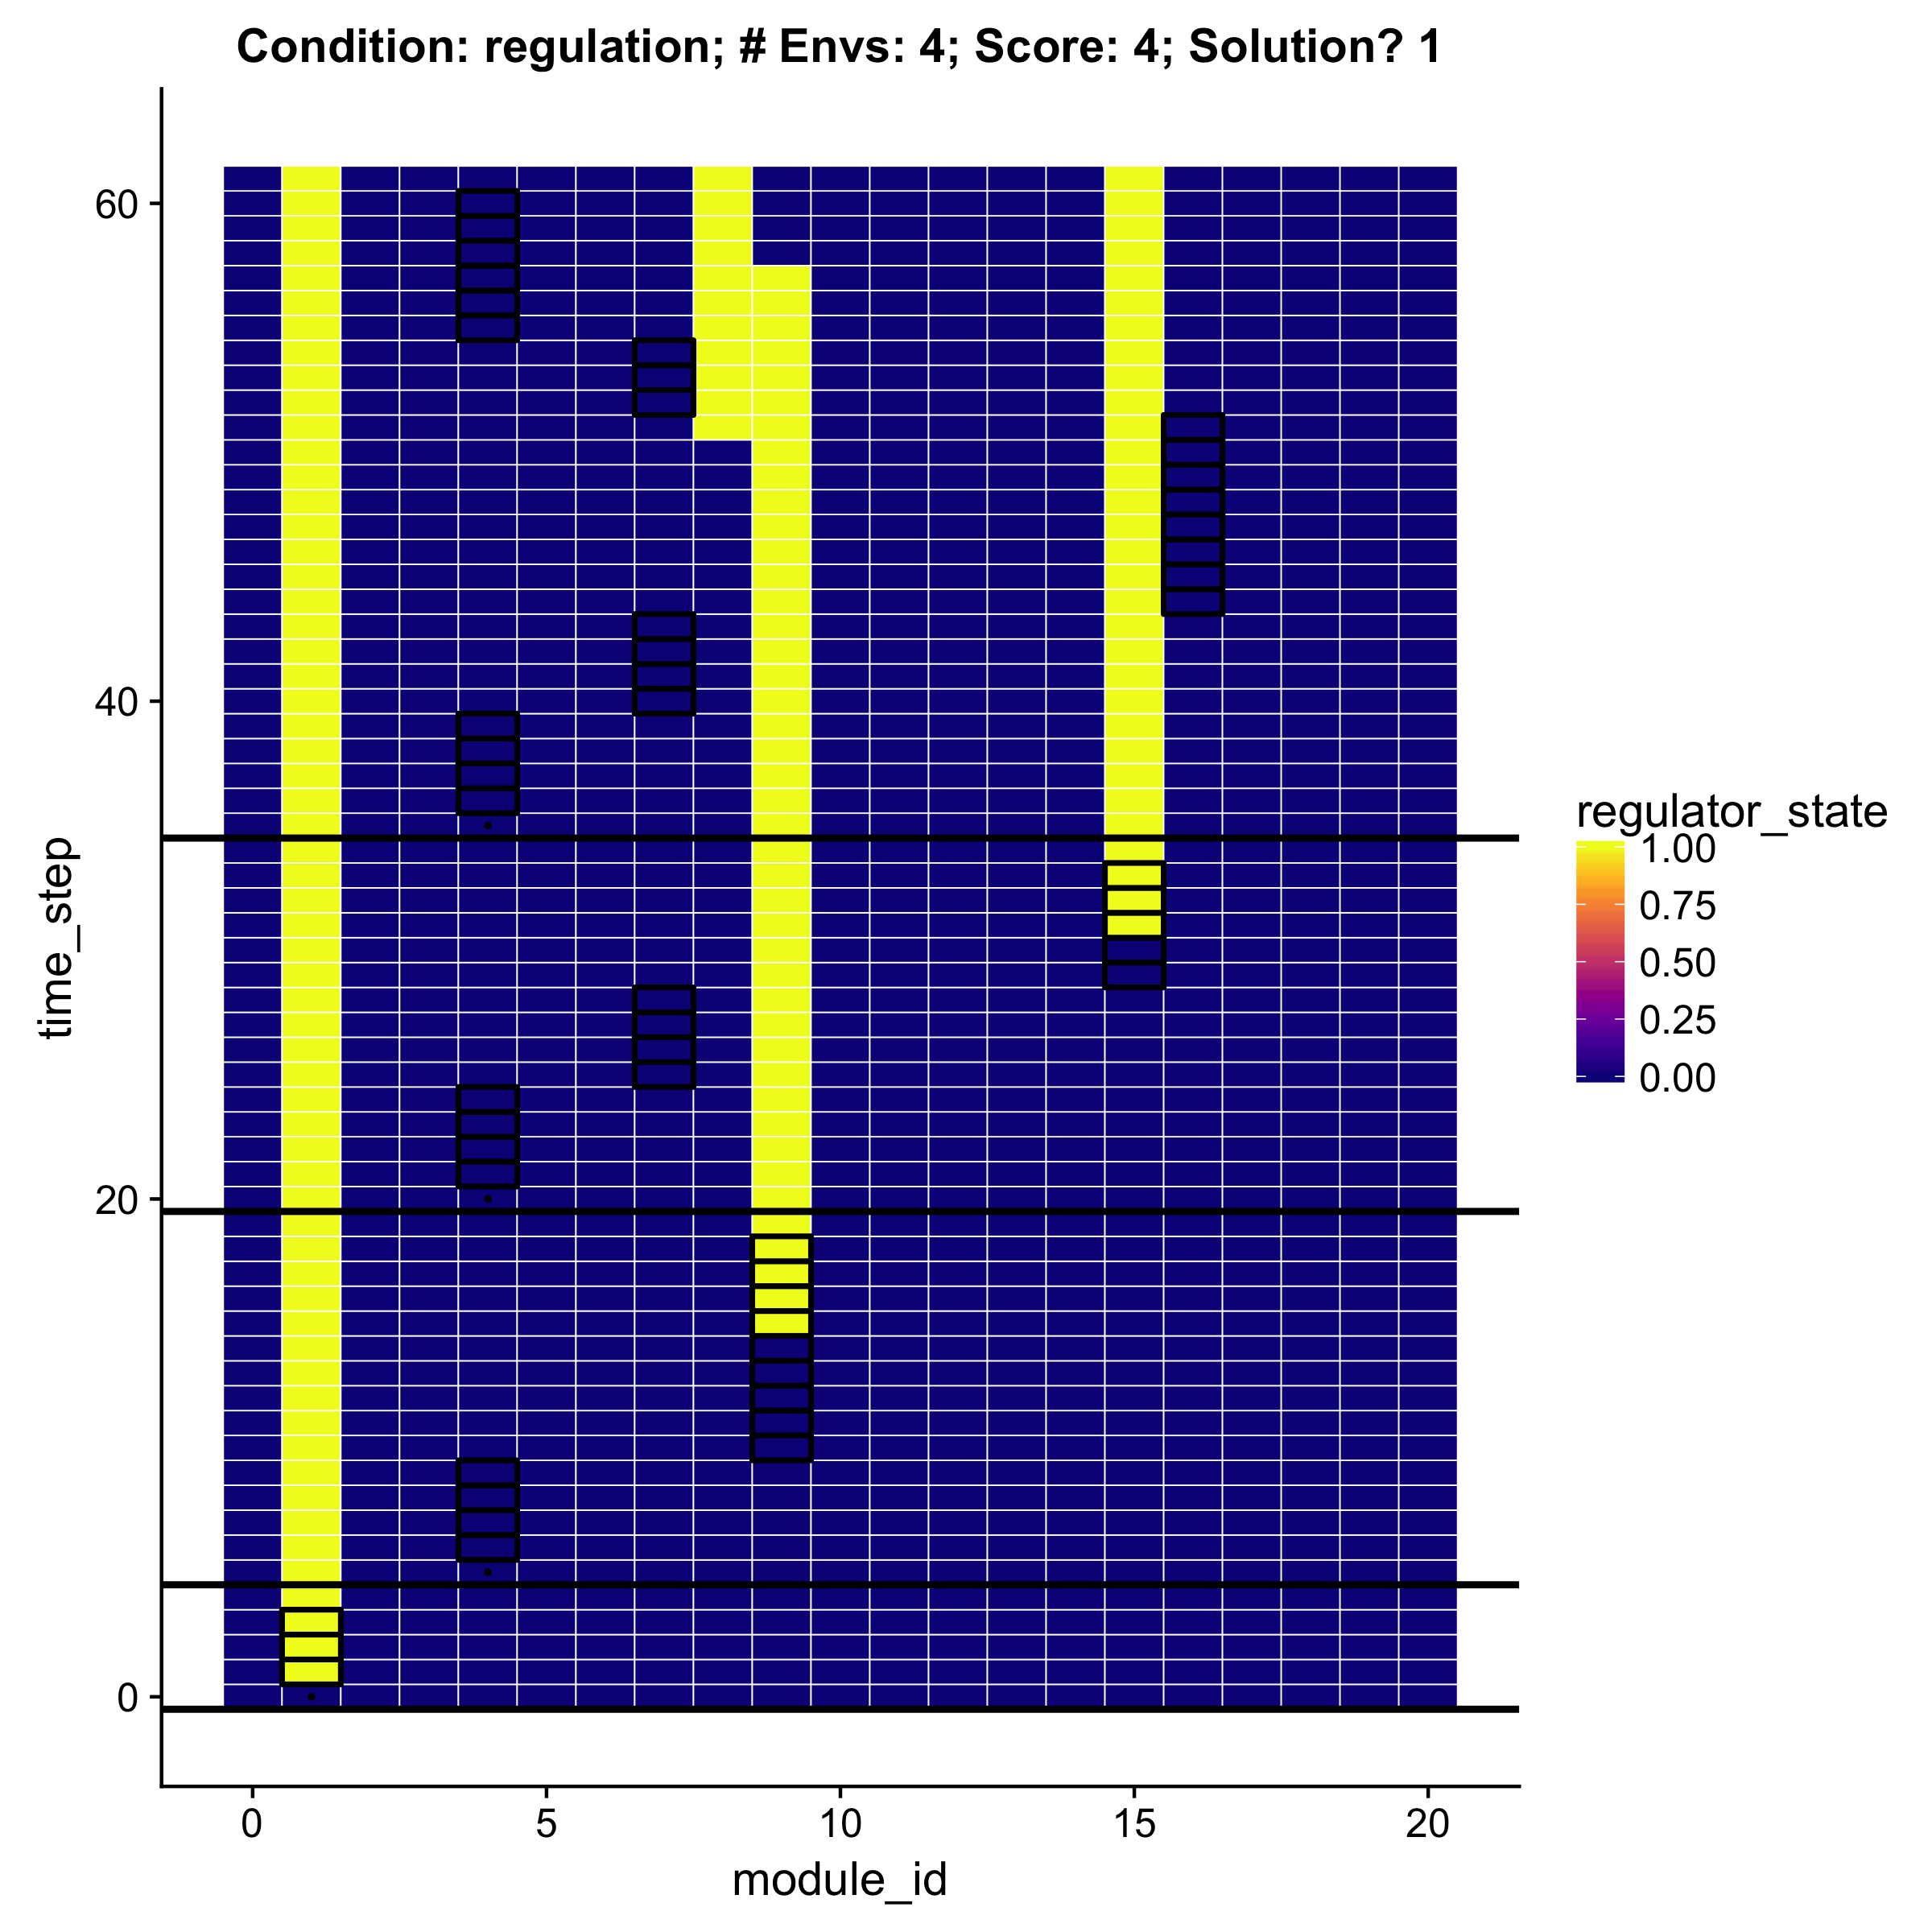 Condition: regulation; # Envs: 4; Score: 4; Solution? 1
time_step
60
40
20
0
0 5 10 15 20
module_id
regulator_state
1.00
0.75
0.50
0.25
0.00